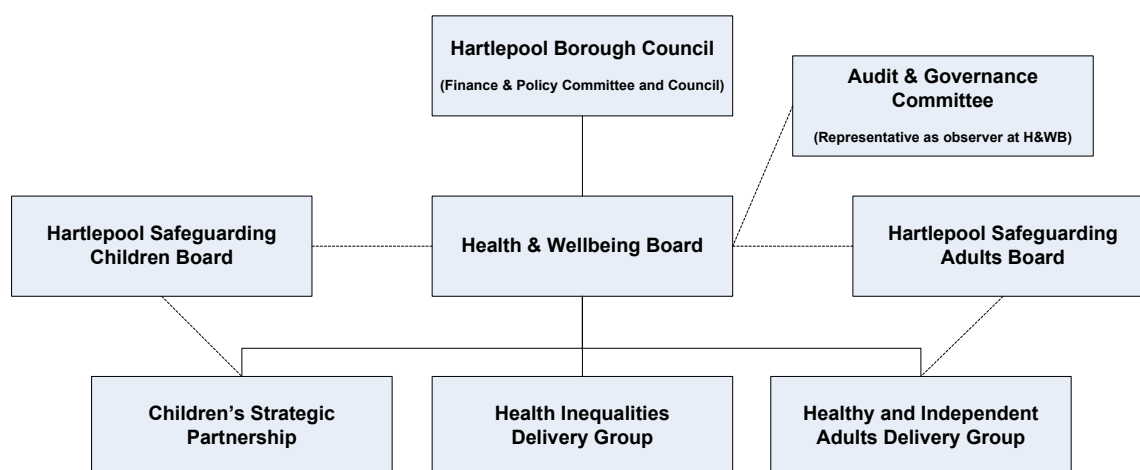 Hartlepool Borough Council
(Finance & Policy Committee and Council)
Audit & Governance
Committee
(Representative as observer at H&WB)
Hartlepool Safeguarding
Children Board
Health & Wellbeing Board
Hartlepool Safeguarding
Adults Board
Children’s Strategic
Partnership
Health Inequalities
Delivery Group
Healthy and Independent
Adults Delivery Group